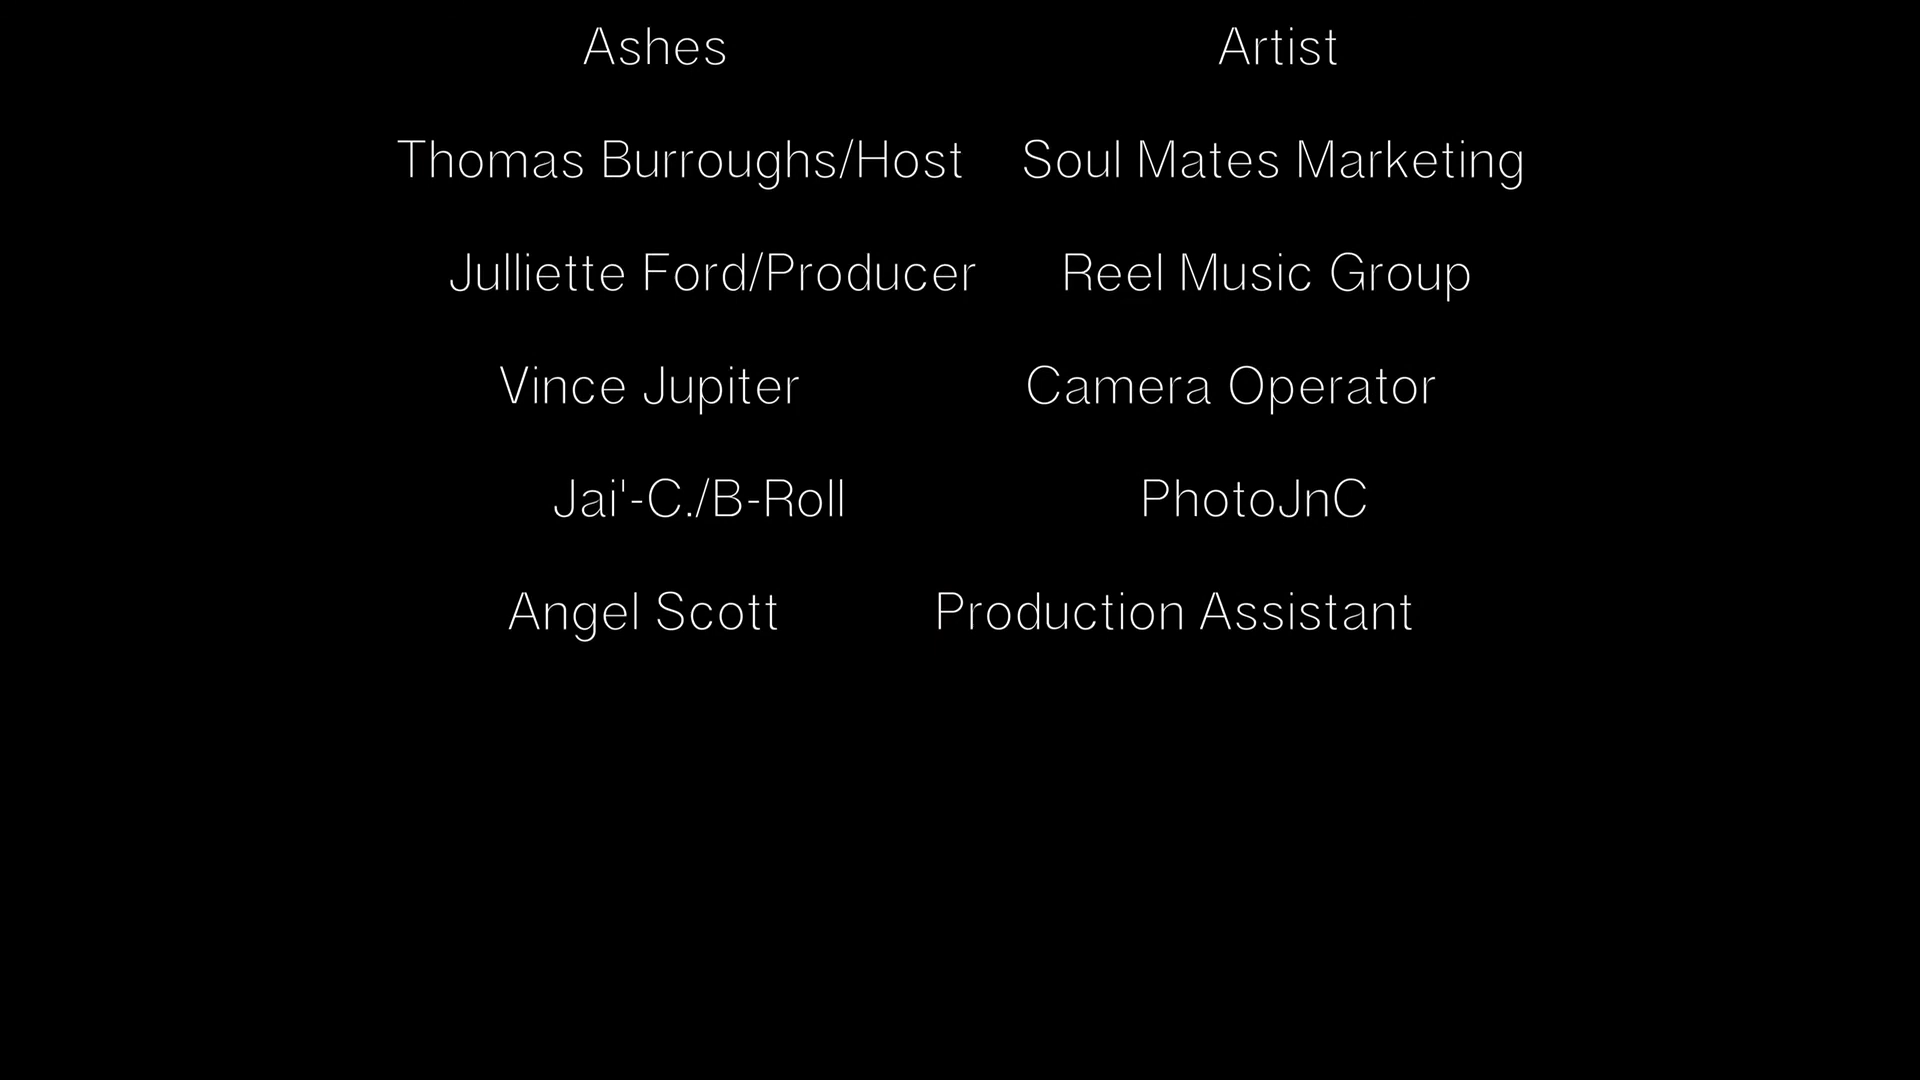 Ashes Artist
Thomas Burroughs/Host Soul Mates Marketing
Julliette Ford/Producer Reel Music Group
Vince Jupiter Camera Operator
Jai'-C./B-Roll PhotoJnC
Angel Scott Production Assistant